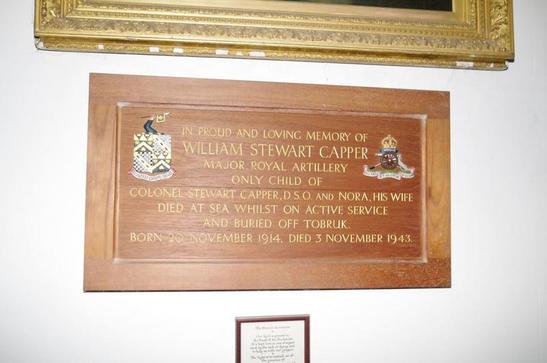 IN PROUD AND LOVING MEMORY OF
WILLIAM STEWART CAPPER
MAJOR, ROYAL ARTILLERY
ONLY CHILD OF
COLONEL STEWART CAPPER, D.S.O. AND NORA, HIS WIFE
DIED AT SEA WHILST ON ACTIVE SERVICE
AND BURIED OFF TOBRUK.
BORN 20 NOVEMBER 1914. DIED 3 NOVEMBER 1943.